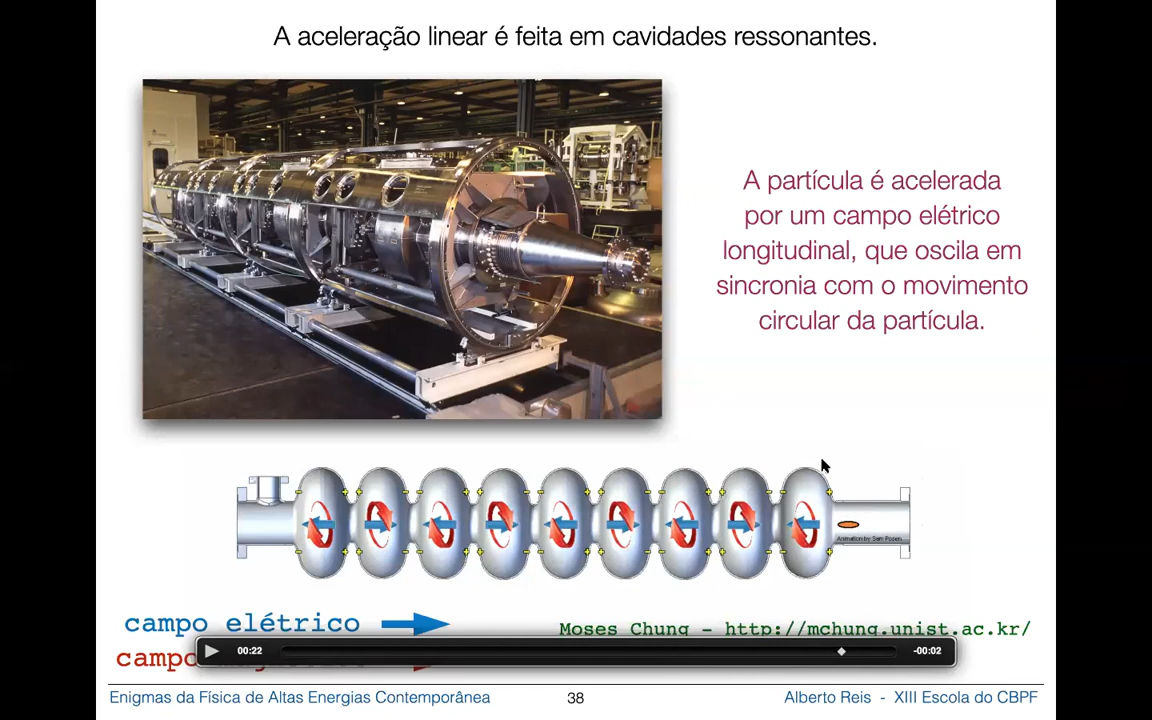 A aceleração linear é feita em cavidades ressonantes.
A partícula é acelerada
por um campo elétrico
longitudinal, que oscila em
sincronia com o movimento
circular da partícula.
Animation by Sam Posen
campo elétrico
Moses Chung - http://mchung.unist.ac.kr/
00:22
-00:02
Enigmas da Física de Altas Energias Contemporânea
38
Alberto Reis - XIII Escola do CBPF